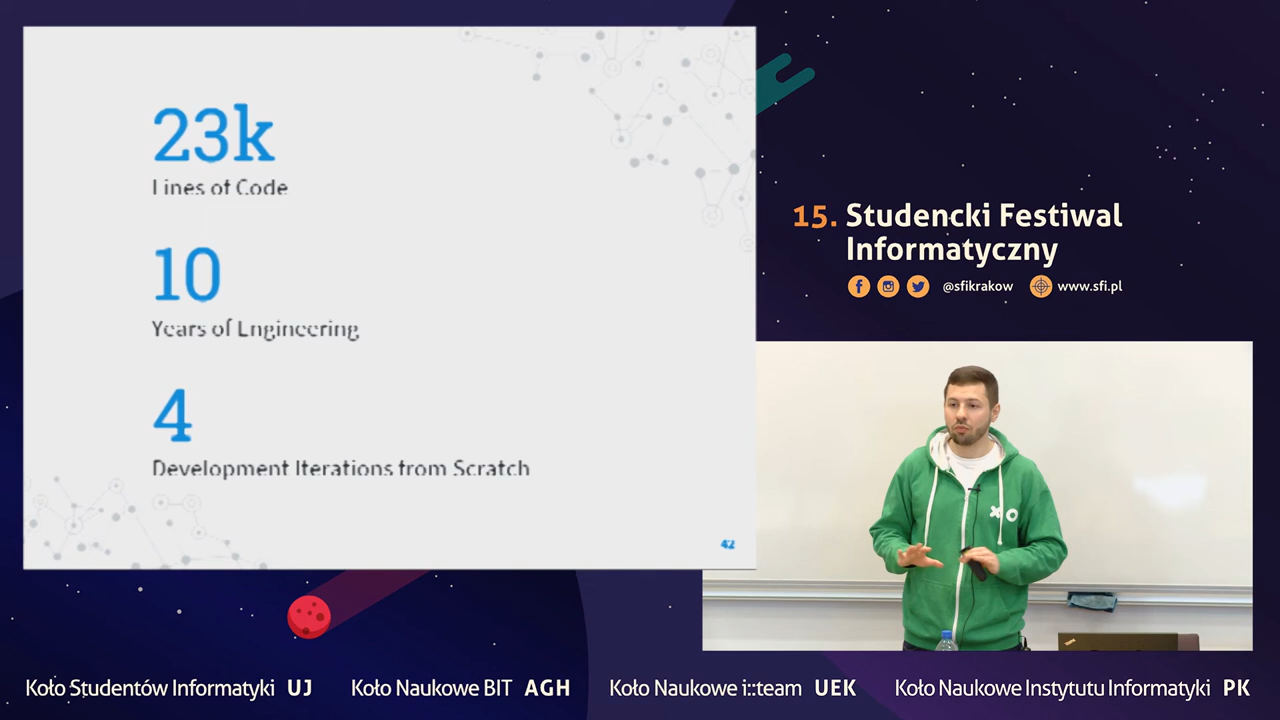 23k
Lines of Code
10
Years of Engineering
4
Development Iterations from Scratch
42
15. Studencki Festiwal
Informatyczny
@sfikrakow www.sfi.pl
XO
Koło Studentów Informatyki UJ Koło Naukowe BIT AGH Koło Naukowe i::team UEK Koło Naukowe Instytutu Informatyki PK